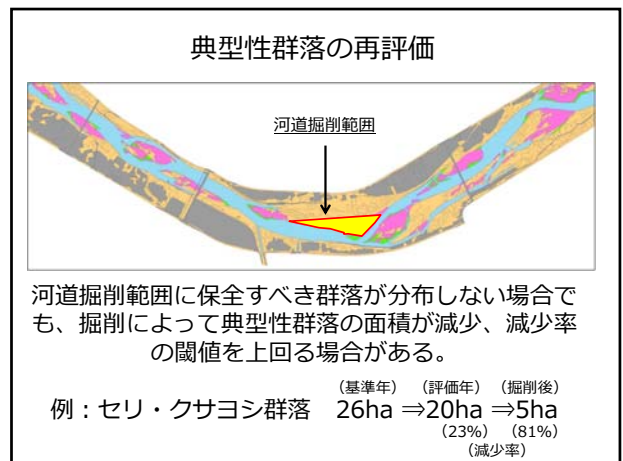 典型性群落の再評価
河道掘削範囲
河道掘削範囲に保全すべき群落が分布しない場合で
も、掘削によって典型性群落の面積が減少、減少率
の閾値を上回る場合がある。
（基準年）（評価年）（掘削後）
例：セリ・クサヨシ群落 26ha ⇒20ha ⇒5ha
（23%）（81%）
（減少率）